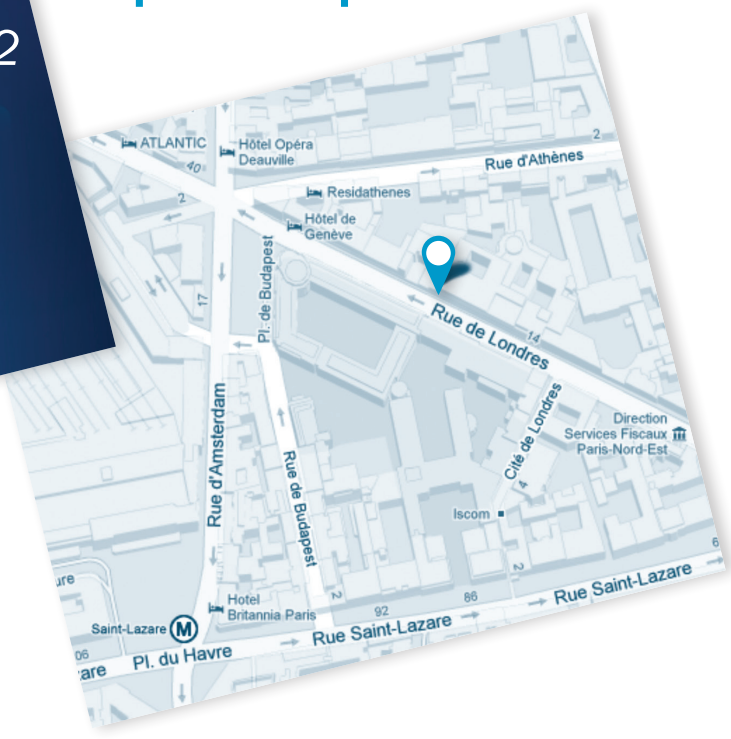 2
ATLANTIC
Hôtel Opéra
Deauville
2
Rue d'Athènes
40
2
Residathenes
Hôtel de
Genève
Pl. de Budapest
17
Rue de Londres
14
Rue d'Amsterdam
Cité de Londres
Direction
Services Fiscaux
Paris-Nord-Est
4
Rue de Budapest
Iscom
2
6
ure
Hotel
Britannia Paris
2
92
86
Rue Saint-Lazare
Saint-Lazare M
Rue Saint-Lazare
06
Pl. du Havre
are